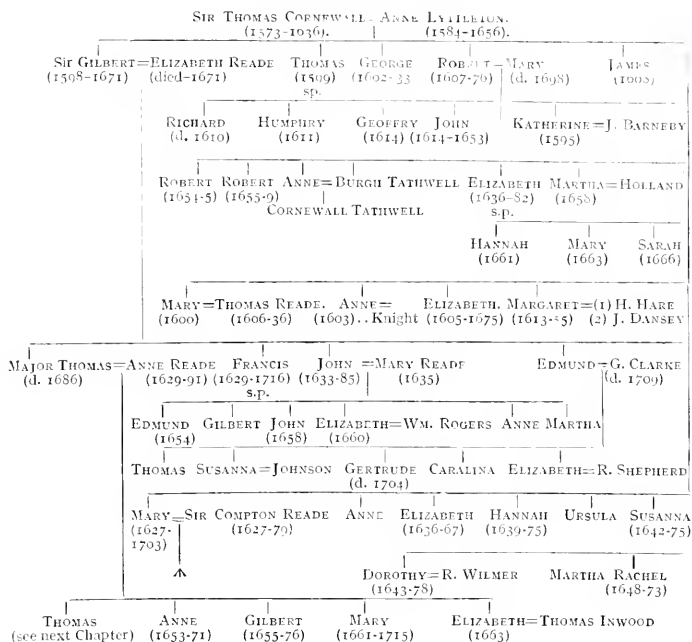 SIR THOMAS CORNEWALL = ANNE LYTTLETON.
(1573-1636). (1584-1656).
SIR GILBERT=ELIZABETH READE THOMAS GEORGE ROBERT=MARY JAMES
(1598-1671) (died-1671) (1599) 1602-33 (1607-76) (d. 1698)
sp.
RICHARD HUMPHRY GEOFFRY JOHN KATHERINE=J. BARNEBY
(d. 1610) (1611) (1614) (1614-1653) (1595)
ROBERT ROBERT ANNE=BURGH TATHWELL ELIZABETH MARTHA=HOLLAND
(1654-5) (1655-9) (1636-82) (1658)
CORNEWALL TATHWELL s.p.
HANNAH MARY SARAH
(1661) (1663) (1666)
MARY=THOMAS READE. ANNE= ELIZABETH. MARGARET=(1) H. HARE
(1600) (1606-36) (1603)..Knight (1605-1675) (1613-) (2) J. DANSEY
MAJOR THOMAS=ANNE READE FRANCIS JOHN =MARY READE EDMUND=G. CLARKE
(d. 1686) (1629-91) (1629-1716) (1633-85) (1635) (d. 1709)
s.p.
EDMUND GILBERT JOHN ELIZABETH=WM. ROGERS ANNE MARTHA
(1654) (1658) (1660)
THOMAS SUSANNA=JOHNSON GERTRUDE CARALINA ELIZABETH=R. SHEPHERD
(d. 1704)
MARY=SIR COMPTON READE ANNE ELIZABETH HANNAH URSULA SUSANNA
(1627- (1627-79) (1636-67) (1639-75) (1642-75)
1703)
DOROTHY=R. WILMER MARTHA RACHEL
(1643-78) (1648-73)
THOMAS ANNE GILBERT MARY ELIZABETH=THOMAS INWOOD
(see next Chapter) (1653-71) (1655-76) (1661-1715) (1663)